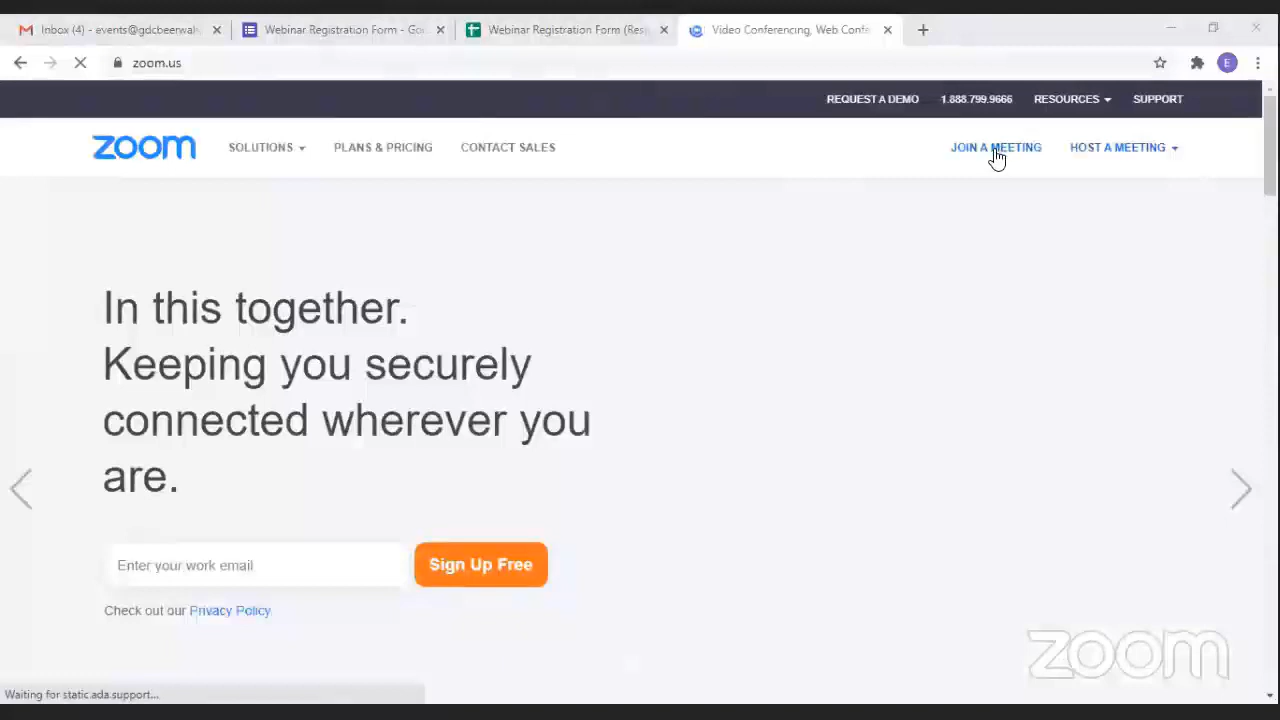 Inbox (4) - events@gdcbeerwah
Webinar Registration Form - Goo
Webinar Registration Form (Resp
Video Conferencing, Web Confe
zoom.us
REQUEST A DEMO
1.888.799.9666
RESOURCES
SUPPORT
zoom
SOLUTIONS
PLANS & PRICING
CONTACT SALES
JOIN A MEETING
HOST A MEETING
In this together.
Keeping you securely
connected wherever you
are.
Enter your work email
Sign Up Free
Check out our Privacy Policy
zoom
Waiting for static.ada.support...
E